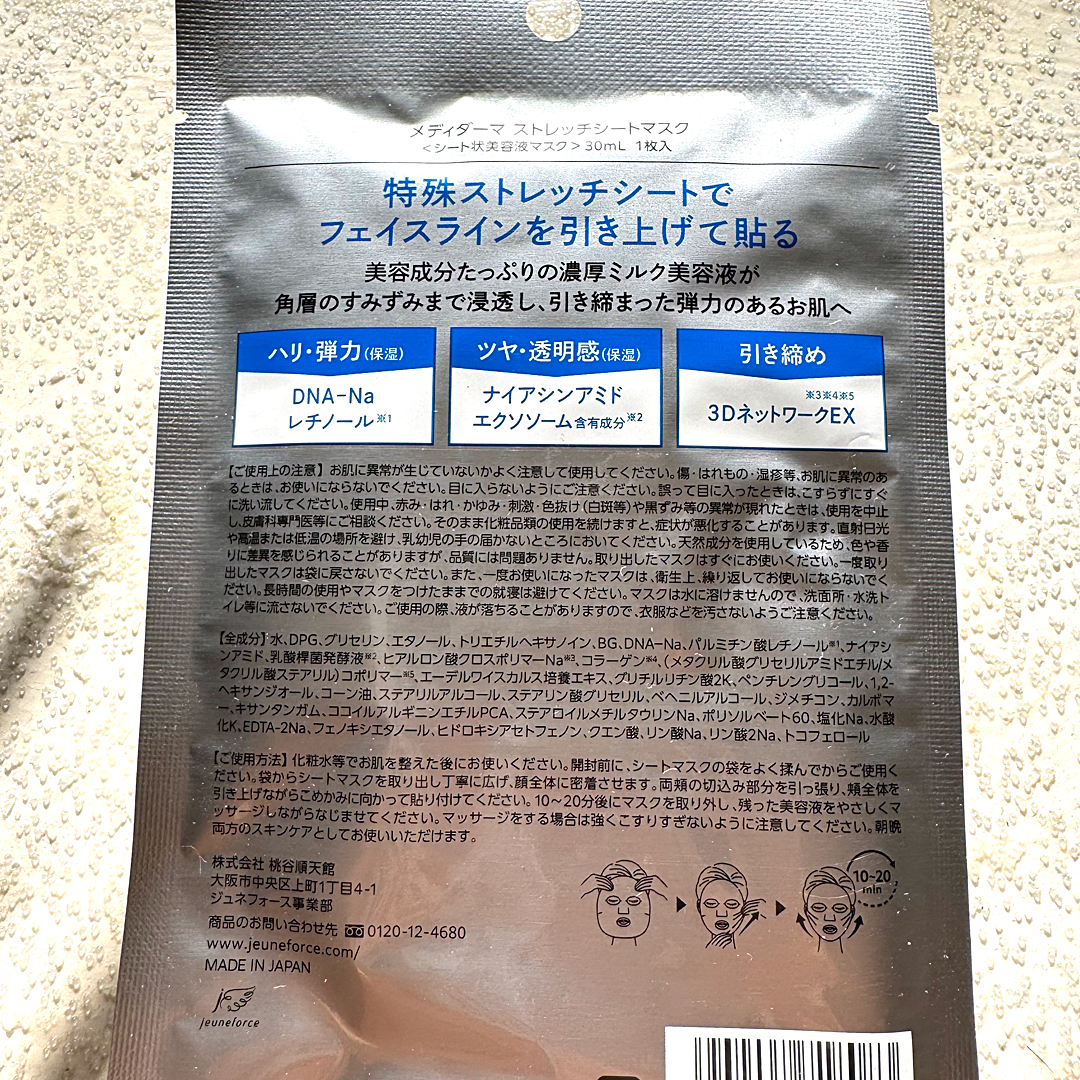 メディダーマ ストレッチシートマスク
<シート状美容液マスク> 30mL 1枚入
特殊ストレッチシートで
フェイスラインを引き上げて貼る
美容成分たっぷりの濃厚ミルク美容液が
角層のすみずみまで浸透し、引き締まった弾力のあるお肌へ
ハリ・弾力(保湿)
DNA-Na
レチノール※1
ツヤ・透明感(保湿)
ナイアシンアミド
エクソソーム含有成分※2
引き締め
※3※4※5
3DネットワークEX
【ご使用上の注意】お肌に異常が生じていないかよく注意して使用してください。傷・はれもの・湿疹等、お肌に異常のあ
るときは、お使いにならないでください。目に入らないようにご注意ください。誤って目に入ったときは、こすらずにすぐ
に洗い流してください。使用中、赤み・はれ・かゆみ・刺激・色抜け(白斑等)や黒ずみ等の異常が現れたときは、使用を中止
し、皮膚科専門医等にご相談ください。そのまま化粧品類の使用を続けますと、症状が悪化することがあります。直射日光
や高温または低温の場所を避け、乳幼児の手の届かないところにおいてください。天然成分を使用しているため、色や香
りに差異を感じられることがありますが、品質には問題ありません。取り出したマスクはすぐにお使いください。一度取り
出したマスクは袋に戻さないでください。また、一度お使いになったマスクは、衛生上、繰り返してお使いにならないでく
ださい。長時間の使用やマスクをつけたままでの就寝は避けてください。マスクは水に溶けませんので、洗面所・水洗ト
イレ等に流さないでください。ご使用の際、液が落ちることがありますので、衣服などを汚さないようご注意ください。
【全成分】水、DPG、グリセリン、エタノール、トリエチルヘキサノイン、BG、DNA-Na、パルミチン酸レチノール※1、ナイアシ
ンアミド、乳酸桿菌発酵液※2、ヒアルロン酸クロスポリマーNa※3、コラーゲン※4、(メタクリル酸グリセリルアミドエチル/メ
タクリル酸ステアリル)コポリマー※5、エーデルワイスカルス培養エキス、グリチルリチン酸2K、ペンチレングリコール、1,2-
ヘキサンジオール、コーン油、ステアリルアルコール、ステアリン酸グリセリル、ベヘニルアルコール、ジメチコン、カルボマ
ー、キサンタンガム、ココイルアルギニンエチルPCA、ステアロイルメチルタウリンNa、ポリソルベート60、塩化Na、水酸
化K、EDTA-2Na、フェノキシエタノール、ヒドロキシアセトフェノン、クエン酸、リン酸Na、リン酸2Na、トコフェロール
【ご使用方法】化粧水等でお肌を整えた後にお使いください。開封前に、シートマスクの袋をよく揉んでからご使用く
ださい。袋からシートマスクを取り出し丁寧に広げ、顔全体に密着させます。両頬の切込み部分を引っ張り、頬全体を
引き上げながらこめかみに向かって貼り付けてください。10〜20分後にマスクを取り外し、残った美容液をやさしくマ
ッサージしながらなじませてください。マッサージをする場合は強くこすりすぎないように注意してください。朝晩
両方のスキンケアとしてお使いいただけます。
株式会社 桃谷順天館
大阪市中央区上町1丁目4-1
ジュネフォース事業部
商品のお問い合わせ先 0120-12-4680
www.jeuneforce.com/
MADE IN JAPAN
jeuneforce
10~20
min